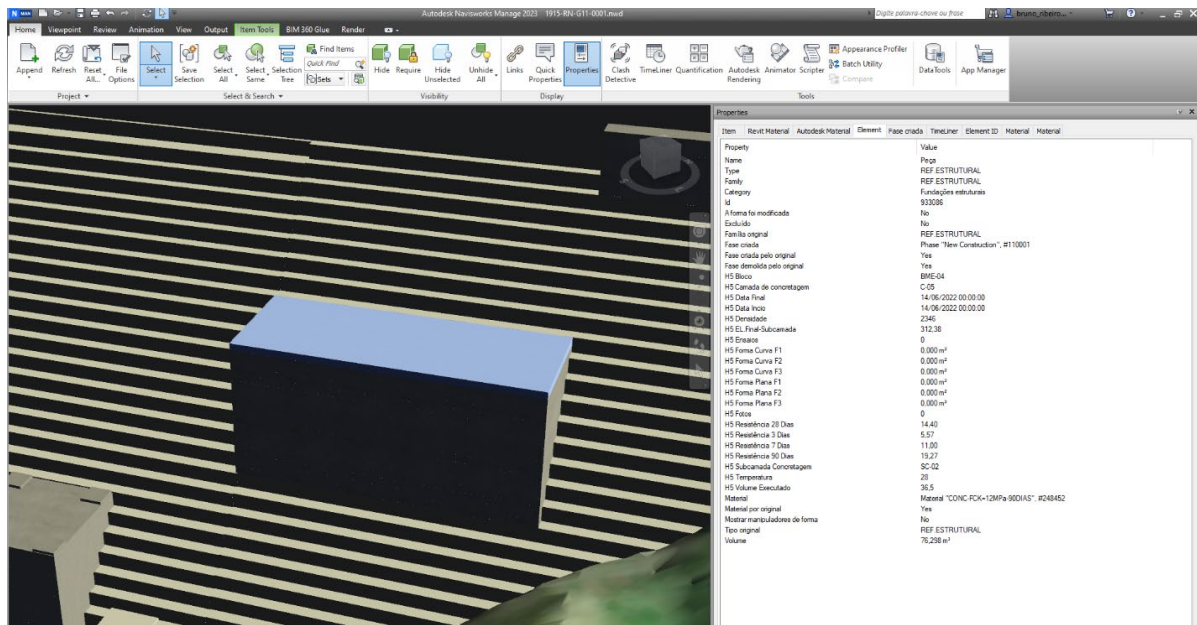 Autodesk Navisworks Manage 2023 1915-RN-G11-0001.nwd
Digite palavra-chave ou frase
bruno_ribeiro...
Home Viewpoint Review Animation View Output Item Tools BIM 360 Glue Render
Append Refresh Reset All... File Options
Select Save Selection Select All Select Same Selection Tree
Find Items
Quick Find
Sets
Hide Require Hide Unselected Unhide All
Links Quick Properties Properties
Clash Detective TimeLiner Quantification Autodesk Rendering Animator Scripter
Appearance Profiler
Batch Utility
Compare
DataTools App Manager
Project Select & Search Visibility Display Tools
Properties
Item Revit Material Autodesk Material Element Fase criada TimeLiner Element ID Material Material
Property Value
Name Peça
Type REF.ESTRUTURAL
Family REF.ESTRUTURAL
Category Fundações estruturais
Id 933086
A forma foi modificada No
Excluído No
Família original REF.ESTRUTURAL
Fase criada Phase "New Construction", #110001
Fase criada pelo original Yes
Fase demolida pelo original Yes
H5 Bloco BME-04
H5 Camada de concretagem C-05
H5 Data Final 14/06/2022 00:00:00
H5 Data Incio 14/06/2022 00:00:00
H5 Densidade 2346
H5 EL.Final-Subcamada 312,38
H5 Ensaios 0
H5 Forma Curva F1 0,000 m²
H5 Forma Curva F2 0,000 m²
H5 Forma Curva F3 0,000 m²
H5 Forma Plana F1 0,000 m²
H5 Forma Plana F2 0,000 m²
H5 Forma Plana F3 0,000 m²
H5 Fotos 0
H5 Resistência 28 Dias 14,40
H5 Resistência 3 Dias 5,57
H5 Resistência 7 Dias 11,00
H5 Resistência 90 Dias 19,27
H5 Subcamada Concretagem SC-02
H5 Temperatura 28
H5 Volume Executado 36,5
Material Material "CONC-FCK=12MPa-90DIAS", #248452
Material por original Yes
Mostrar manipuladores de forma No
Tipo original REF.ESTRUTURAL
Volume 76,298 m³